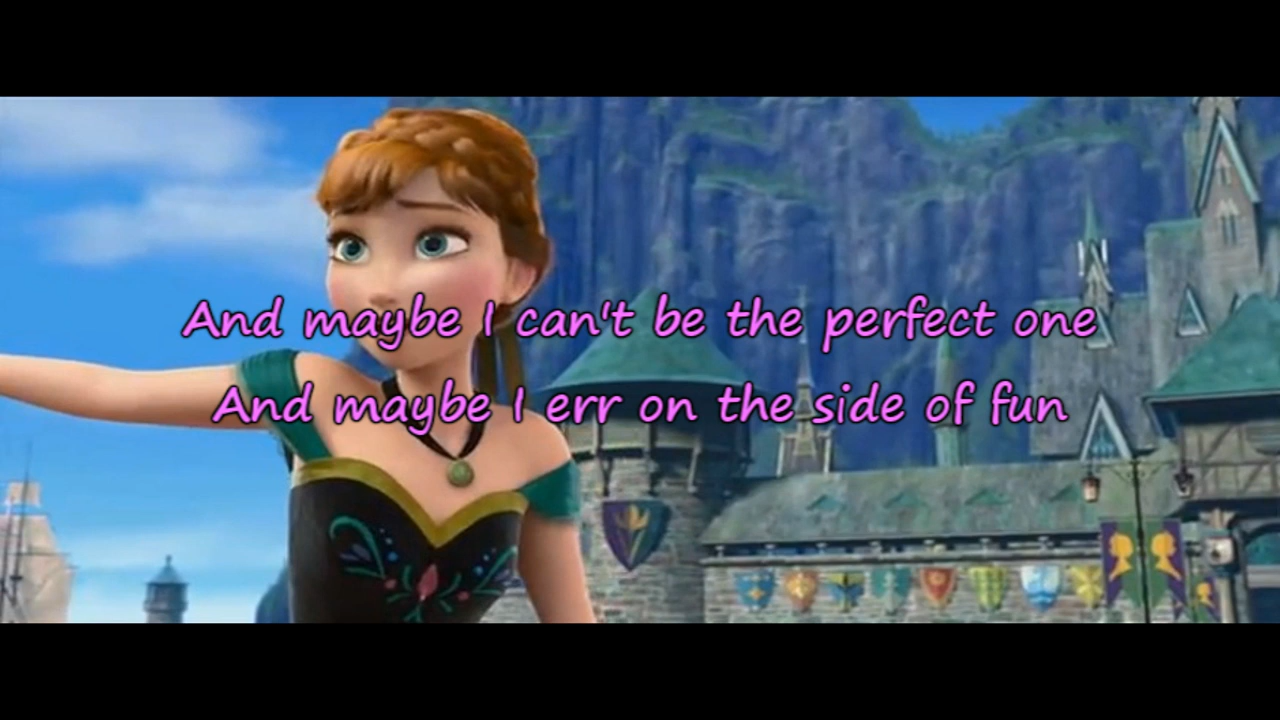 And maybe I can't be the perfect one
And maybe I err on the side of fun